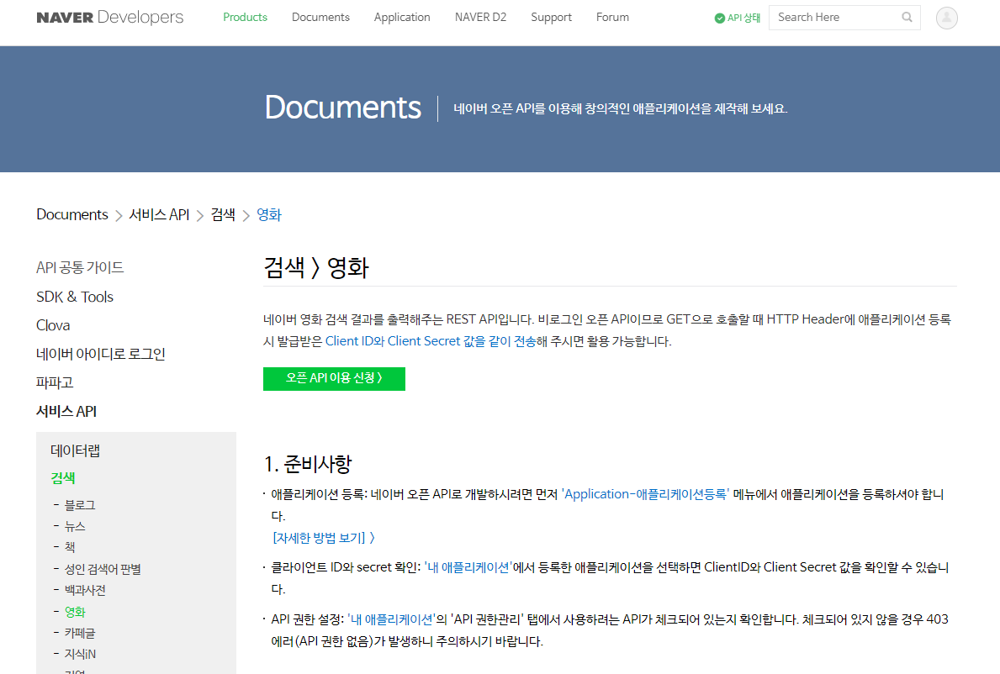 NAVER Developers
Products
Documents
Application
NAVER D2
Support
Forum
API 상태
Search Here
Documents
네이버 오픈 API를 이용해 창의적인 애플리케이션을 제작해 보세요.
Documents > 서비스 API > 검색 > 영화
API 공통 가이드
SDK & Tools
Clova
네이버 아이디로 로그인
파파고
서비스 API
데이터랩
검색
- 블로그
- 뉴스
- 책
- 성인 검색어 판별
- 백과사전
- 영화
- 카페글
- 지식iN
검색 > 영화
네이버 영화 검색 결과를 출력해주는 REST API입니다. 비로그인 오픈 API이므로 GET으로 호출할 때 HTTP Header에 애플리케이션 등록
시 발급받은 Client ID와 Client Secret 값을 같이 전송해 주시면 활용 가능합니다.
오픈 API 이용 신청 >
1. 준비사항
· 애플리케이션 등록: 네이버 오픈 API로 개발하시려면 먼저 'Application-애플리케이션등록' 메뉴에서 애플리케이션을 등록하셔야 합니
다.
[자세한 방법 보기] >
· 클라이언트 ID와 secret 확인: '내 애플리케이션'에서 등록한 애플리케이션을 선택하면 ClientID와 Client Secret 값을 확인할 수 있습니
다.
· API 권한 설정: '내 애플리케이션'의 'API 권한관리' 탭에서 사용하려는 API가 체크되어 있는지 확인합니다. 체크되어 있지 않을 경우 403
에러(API 권한 없음)가 발생하니 주의하시기 바랍니다.